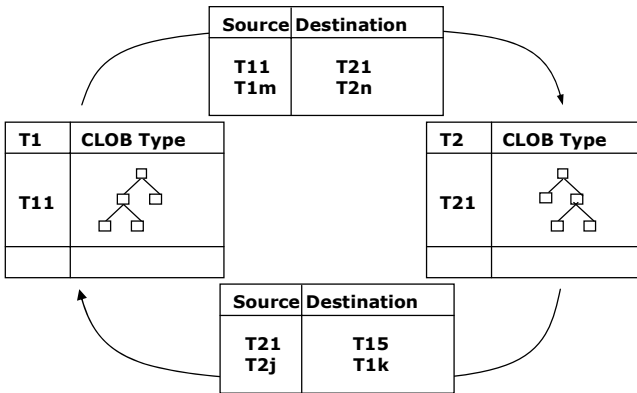 Source Destination
T11 T21
T1m T2n
T1 CLOB Type
T11
T2 CLOB Type
T21
Source Destination
T21 T15
T2j T1k